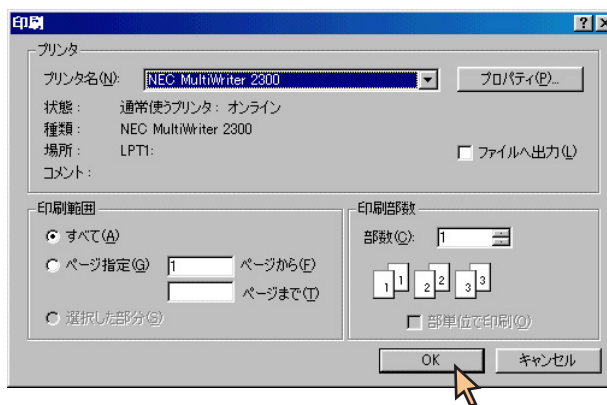 印刷
プリンタ
プリンタ名(N): NEC MultiWriter 2300 プロパティ(P)...
状態： 通常使うプリンタ： オンライン
種類： NEC MultiWriter 2300
場所： LPT1: ファイルへ出力(L)
コメント：
印刷範囲
すべて(A)
ページ指定(G) 1 ページから(F)
ページまで(T)
選択した部分(S)
印刷部数
部数(C): 1
1 1 2 2 3 3
部単位で印刷(O)
OK キャンセル